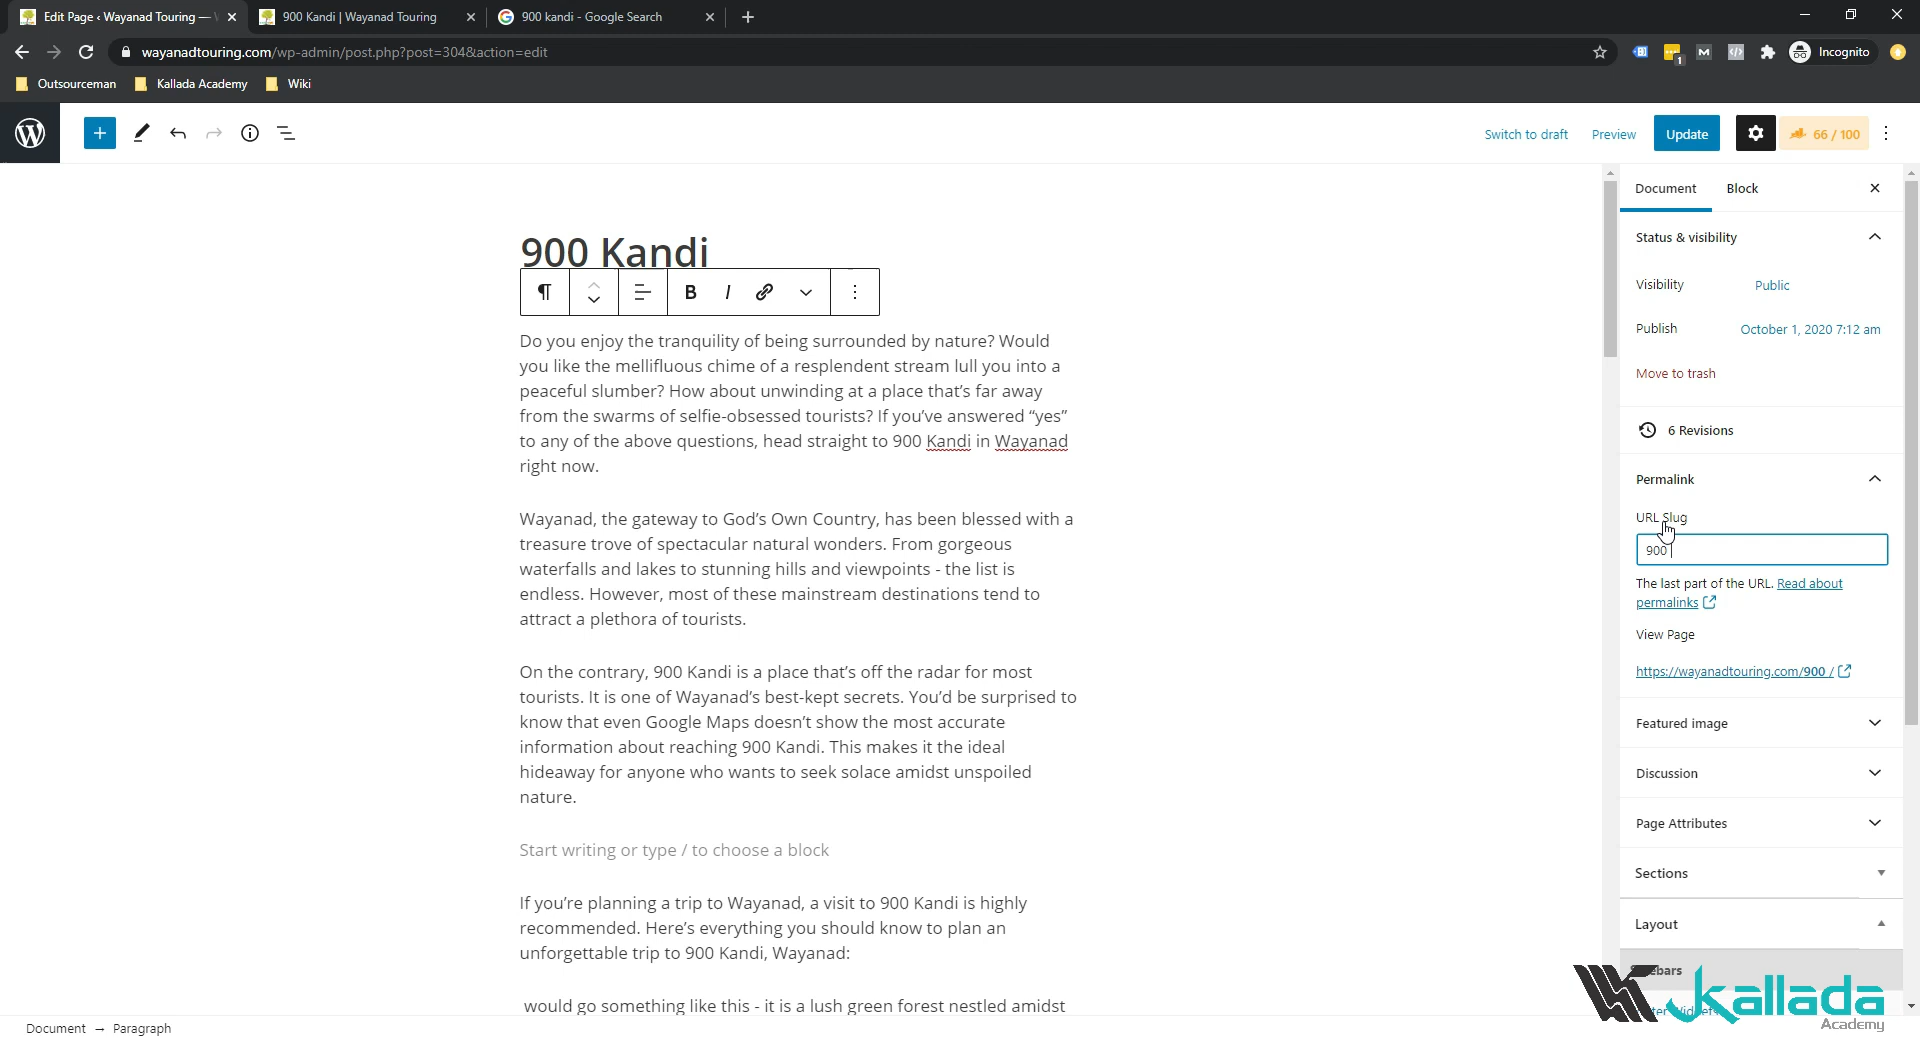 Edit Page ‹ Wayanad Touring —
900 Kandi | Wayanad Touring
900 kandi - Google Search
wayanadtouring.com/wp-admin/post.php?post=304&action=edit
1
Incognito
Outsourceman
Kallada Academy
Wiki
Switch to draft
Preview
Update
66 / 100
Document
Block
Status & visibility
Visibility
Public
Publish
October 1, 2020 7:12 am
Move to trash
6 Revisions
Permalink
URL Slug
900
The last part of the URL. Read about
permalinks
View Page
https://wayanadtouring.com/900 /
Featured image
Discussion
Page Attributes
Sections
Layout
900 Kandi
B I
Do you enjoy the tranquility of being surrounded by nature? Would
you like the mellifluous chime of a resplendent stream lull you into a
peaceful slumber? How about unwinding at a place that's far away
from the swarms of selfie-obsessed tourists? If you've answered “yes”
to any of the above questions, head straight to 900 Kandi in Wayanad
right now.
Wayanad, the gateway to God's Own Country, has been blessed with a
treasure trove of spectacular natural wonders. From gorgeous
waterfalls and lakes to stunning hills and viewpoints - the list is
endless. However, most of these mainstream destinations tend to
attract a plethora of tourists.
On the contrary, 900 Kandi is a place that's off the radar for most
tourists. It is one of Wayanad's best-kept secrets. You'd be surprised to
know that even Google Maps doesn't show the most accurate
information about reaching 900 Kandi. This makes it the ideal
hideaway for anyone who wants to seek solace amidst unspoiled
nature.
Start writing or type / to choose a block
If you're planning a trip to Wayanad, a visit to 900 Kandi is highly
recommended. Here's everything you should know to plan an
unforgettable trip to 900 Kandi, Wayanad:
would go something like this - it is a lush green forest nestled amidst
kallada
Academy
Document → Paragraph